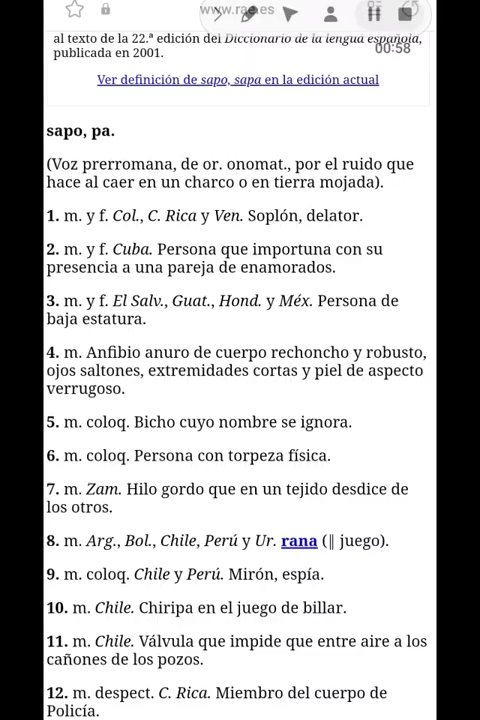 www.rae.es
al texto de la 22.ª edición del Diccionario de la lengua española,
00:58
publicada en 2001.
Ver definición de sapo, sapa en la edición actual
sapo, pa.
(Voz prerromana, de or. onomat., por el ruido que
hace al caer en un charco o en tierra mojada).
1. m. y f. Col., C. Rica y Ven. Soplón, delator.
2. m. y f. Cuba. Persona que importuna con su
presencia a una pareja de enamorados.
3. m. y f. El Salv., Guat., Hond. y Méx. Persona de
baja estatura.
4. m. Anfibio anuro de cuerpo rechoncho y robusto,
ojos saltones, extremidades cortas y piel de aspecto
verrugoso.
5. m. coloq. Bicho cuyo nombre se ignora.
6. m. coloq. Persona con torpeza física.
7. m. Zam. Hilo gordo que en un tejido desdice de
los otros.
8. m. Arg., Bol., Chile, Perú y Ur. rana (‖ juego).
9. m. coloq. Chile y Perú. Mirón, espía.
10. m. Chile. Chiripa en el juego de billar.
11. m. Chile. Válvula que impide que entre aire a los
cañones de los pozos.
12. m. despect. C. Rica. Miembro del cuerpo de
Policía.